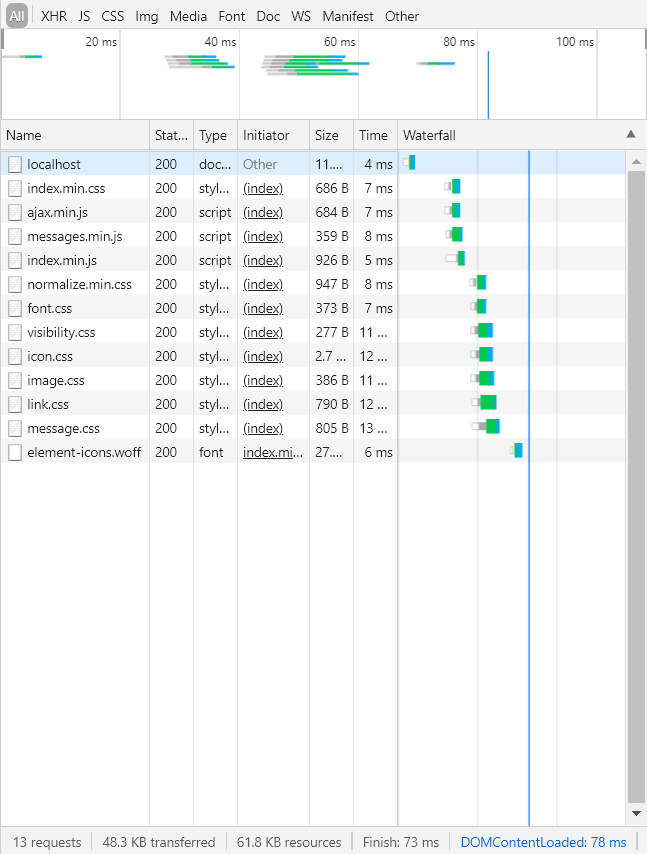 All XHR JS CSS Img Media Font Doc WS Manifest Other
20 ms 40 ms 60 ms 80 ms 100 ms
Name Stat... Type Initiator Size Time Waterfall
localhost 200 doc... Other 11.... 4 ms
index.min.css 200 styl... (index) 686 B 7 ms
ajax.min.js 200 script (index) 684 B 7 ms
messages.min.js 200 script (index) 359 B 8 ms
index.min.js 200 script (index) 926 B 5 ms
normalize.min.css 200 styl... (index) 947 B 8 ms
font.css 200 styl... (index) 373 B 7 ms
visibility.css 200 styl... (index) 277 B 11 ...
icon.css 200 styl... (index) 2.7 ... 12 ...
image.css 200 styl... (index) 386 B 11 ...
link.css 200 styl... (index) 790 B 12 ...
message.css 200 styl... (index) 805 B 13 ...
element-icons.woff 200 font index.mi... 27.... 6 ms
13 requests 48.3 KB transferred 61.8 KB resources Finish: 73 ms DOMContentLoaded: 78 ms